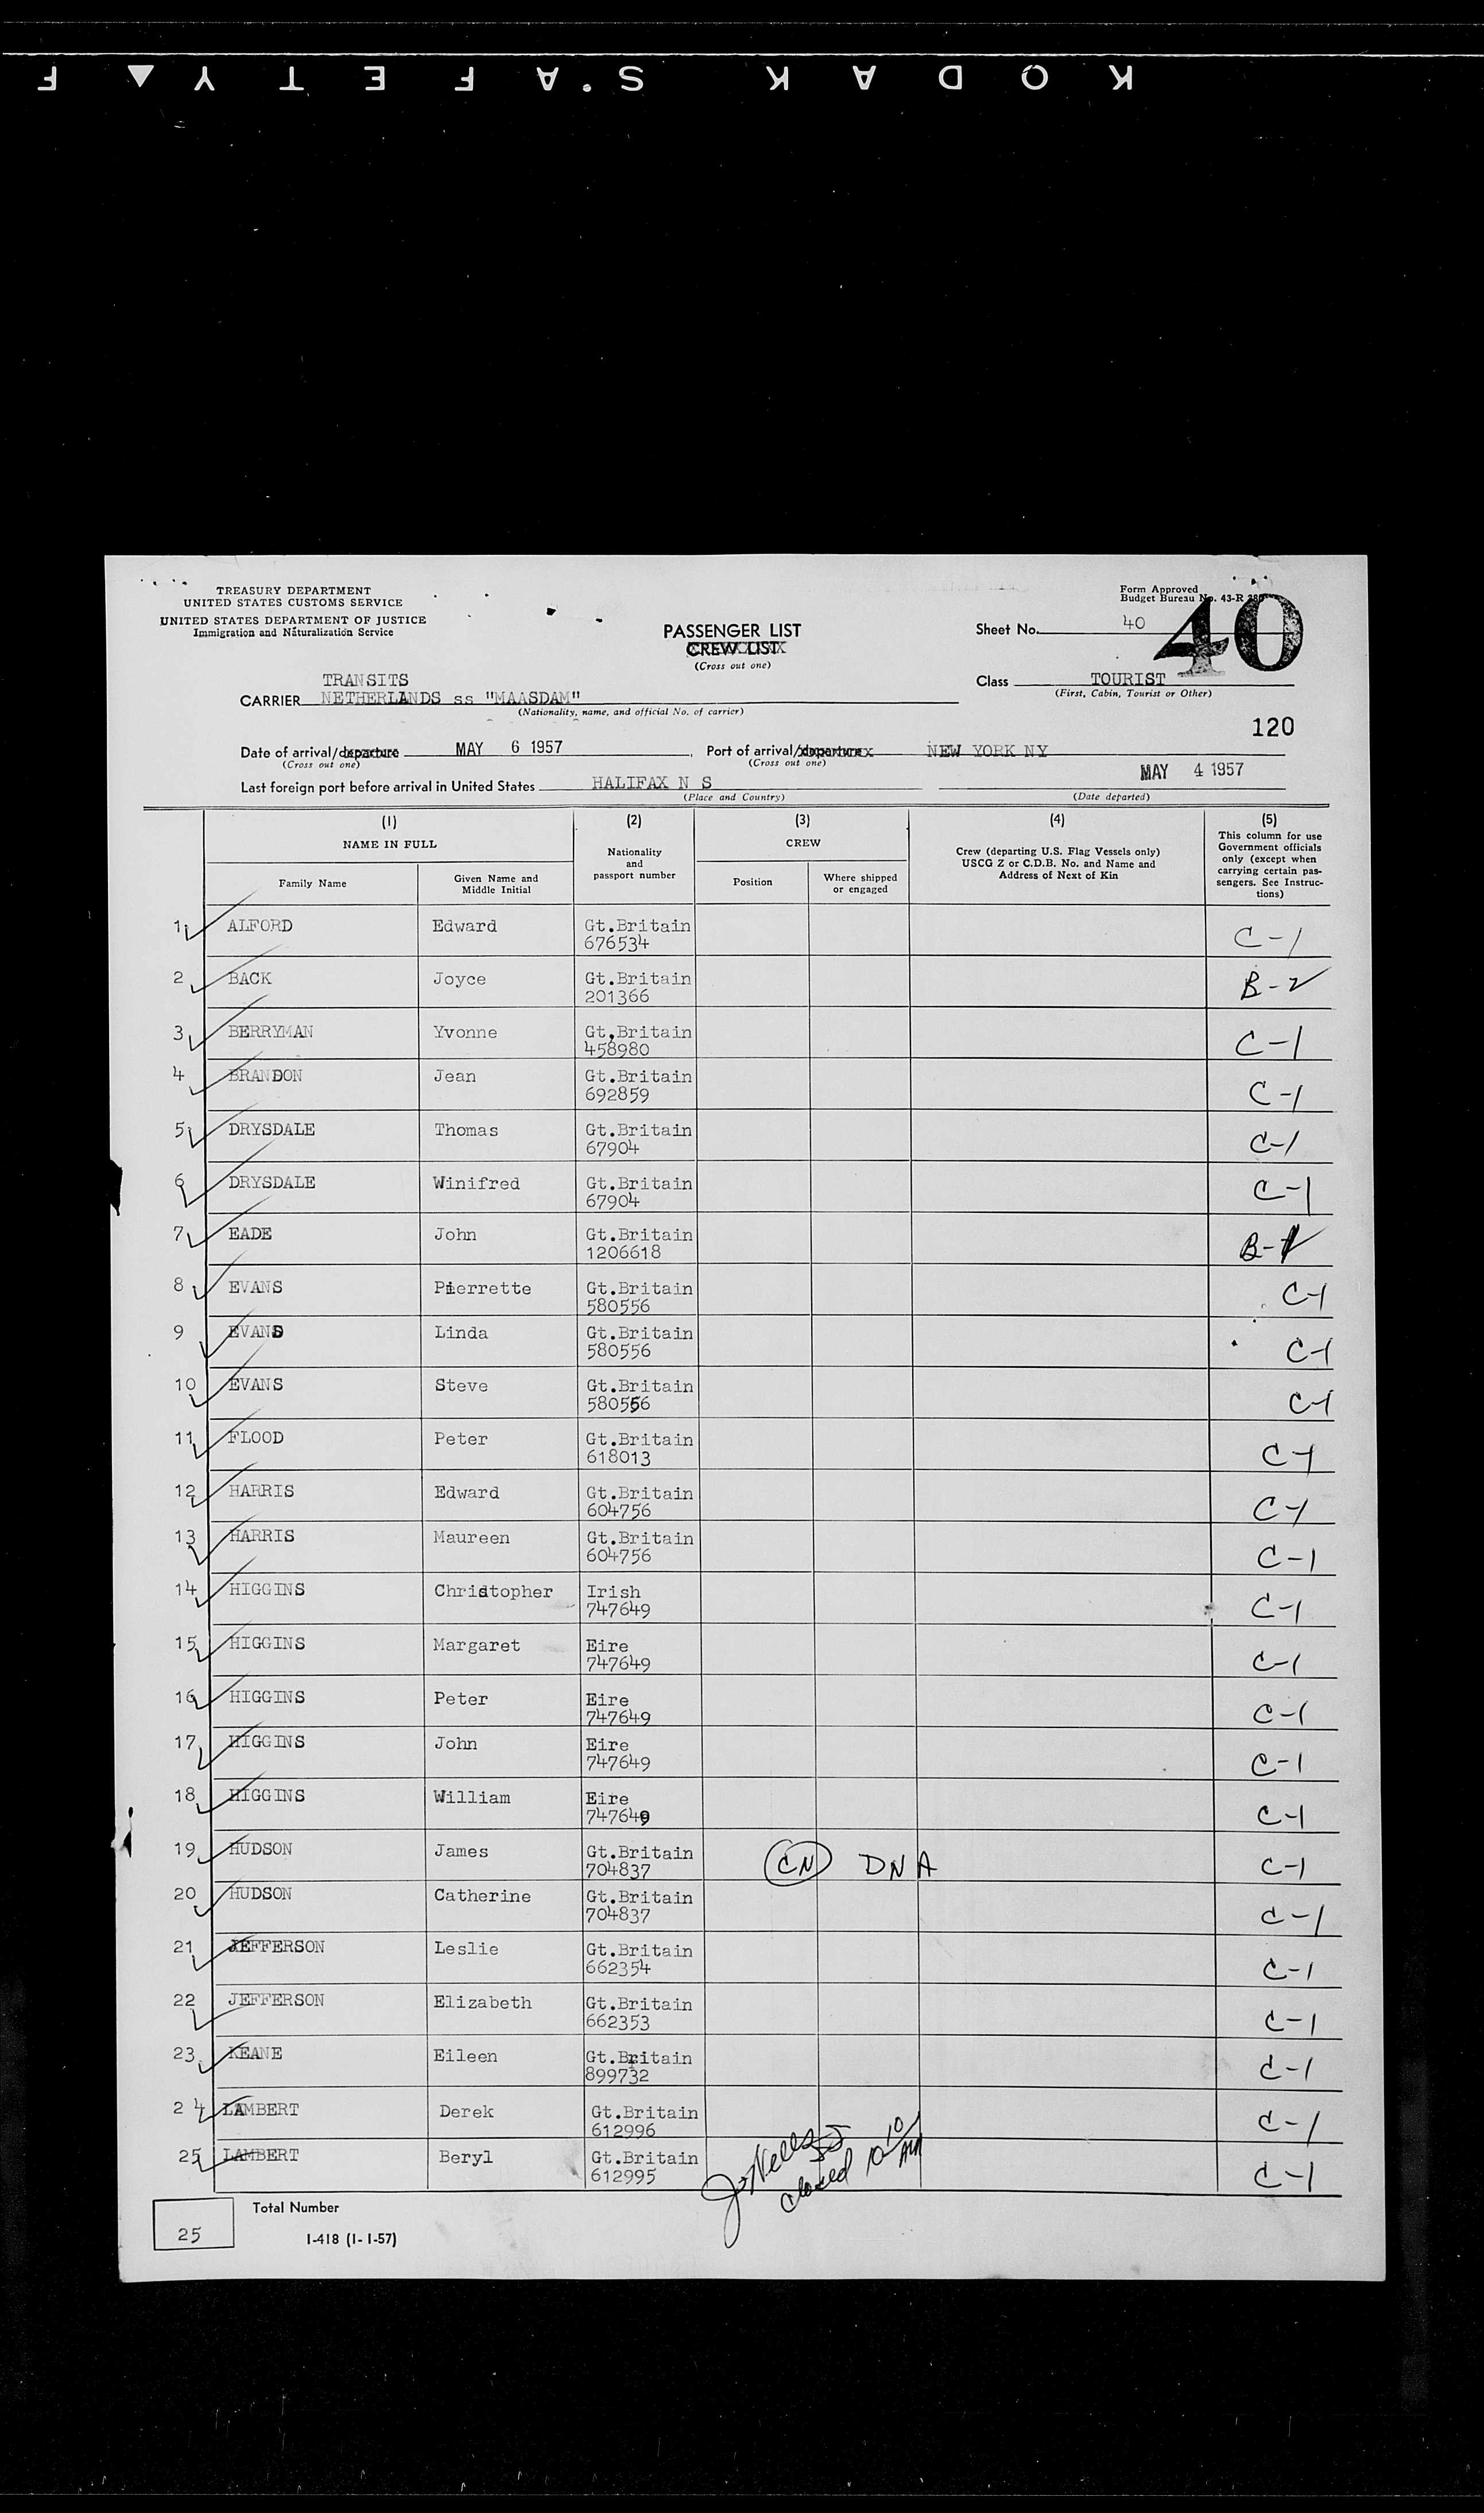 KODAK SAFETY F
TREASURY DEPARTMENT
UNITED STATES CUSTOMS SERVICE
UNITED STATES DEPARTMENT OF JUSTICE
Immigration and Naturalization Service
PASSENGER LIST
CREW LIST
(Cross out one)
Form Approved
Budget Bureau No. 43-R
Sheet No. 40
40
TRANSITS
CARRIER NETHERLANDS ss "MAASDAM"
(Nationality, name, and official No. of carrier)
Class TOURIST
(First, Cabin, Tourist or Other)
120
Date of arrival/departure MAY 6 1957, Port of arrival/departure NEW YORK NY
(Cross out one) (Cross out one)
Last foreign port before arrival in United States HALIFAX N S MAY 4 1957
(Place and Country) (Date departed)
(1) (2) (3) (4) (5)
NAME IN FULL
Family Name
Given Name and Middle Initial
Nationality and passport number
CREW
Position
Where shipped or engaged
Crew (departing U.S. Flag Vessels only)
USCG Z or C.D.B. No. and Name and
Address of Next of Kin
This column for use
Government officials
only (except when
carrying certain pas-
sengers. See Instruc-
tions)
1 ALFORD Edward Gt.Britain C-1
676534
2 BACK Joyce Gt.Britain B-2
201366
3 BERRYMAN Yvonne Gt,Britain C-1
458980
4 BRANDON Jean Gt.Britain C-1
692859
5 DRYSDALE Thomas Gt.Britain C-1
67904
6 DRYSDALE Winifred Gt.Britain C-1
67904
7 EADE John Gt.Britain B-
1206618
8 EVANS Pierrette Gt.Britain C-1
580556
9 EVANS Linda Gt.Britain C-1
580556
10 EVANS Steve Gt.Britain C-1
580556
11 FLOOD Peter Gt.Britain C-1
618013
12 HARRIS Edward Gt.Britain C-1
604756
13 HARRIS Maureen Gt.Britain C-1
604756
14 HIGGINS Christopher Irish C-1
747649
15 HIGGINS Margaret Eire C-1
747649
16 HIGGINS Peter Eire C-1
747649
17 HIGGINS John Eire C-1
747649
18 HIGGINS William Eire C-1
747649
19 HUDSON James Gt.Britain CN DNA C-1
704837
20 HUDSON Catherine Gt.Britain C-1
704837
21 JEFFERSON Leslie Gt.Britain C-1
662354
22 JEFFERSON Elizabeth Gt.Britain C-1
662353
23 KEANE Eileen Gt.Britain C-1
899732
24 LAMBERT Derek Gt.Britain C-1
612996
25 LAMBERT Beryl Gt.Britain C-1
612995
closed 10 10 AM
Total Number
25
I-418 (1-1-57)